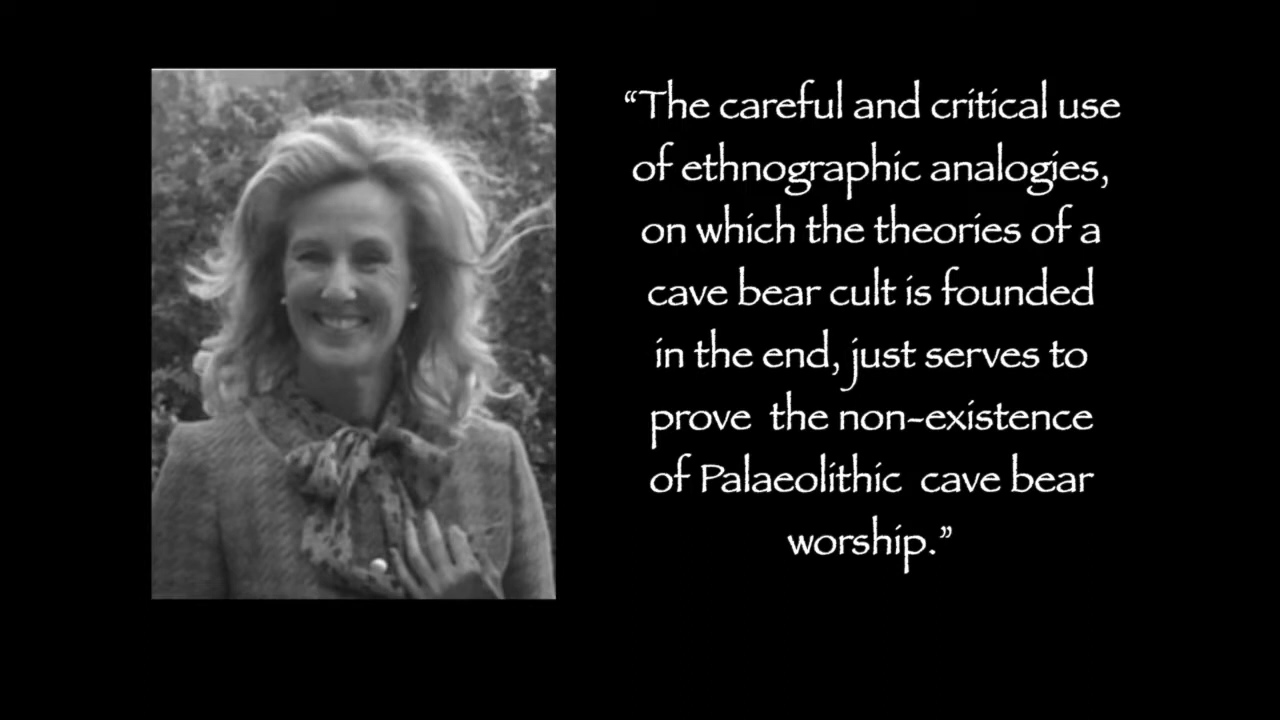 “The careful and critical use
of ethnographic analogies,
on which the theories of a
cave bear cult is founded
in the end, just serves to
prove the non-existence
of Palaeolithic cave bear
worship.”